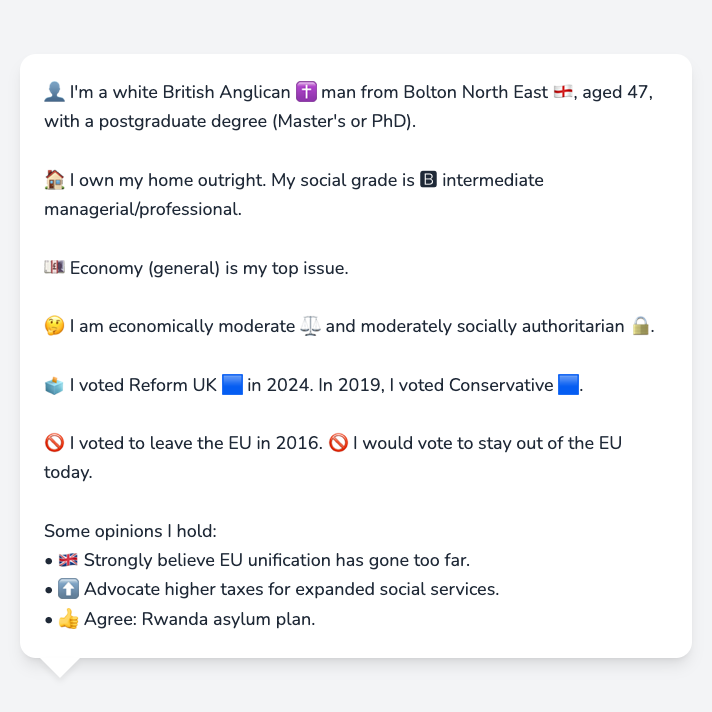 👤 I'm a white British Anglican ✝️ man from Bolton North East 🏴󠁧󠁢󠁥󠁮󠁧󠁿, aged 47,
with a postgraduate degree (Master's or PhD).
🏠 I own my home outright. My social grade is 🅱 intermediate
managerial/professional.
💷 Economy (general) is my top issue.
🤔 I am economically moderate ⚖️ and moderately socially authoritarian 🔒.
🗳️ I voted Reform UK 🟦 in 2024. In 2019, I voted Conservative 🟦.
🚫 I voted to leave the EU in 2016. 🚫 I would vote to stay out of the EU
today.
Some opinions I hold:
• 🇬🇧 Strongly believe EU unification has gone too far.
• ⬆️ Advocate higher taxes for expanded social services.
• 👍 Agree: Rwanda asylum plan.